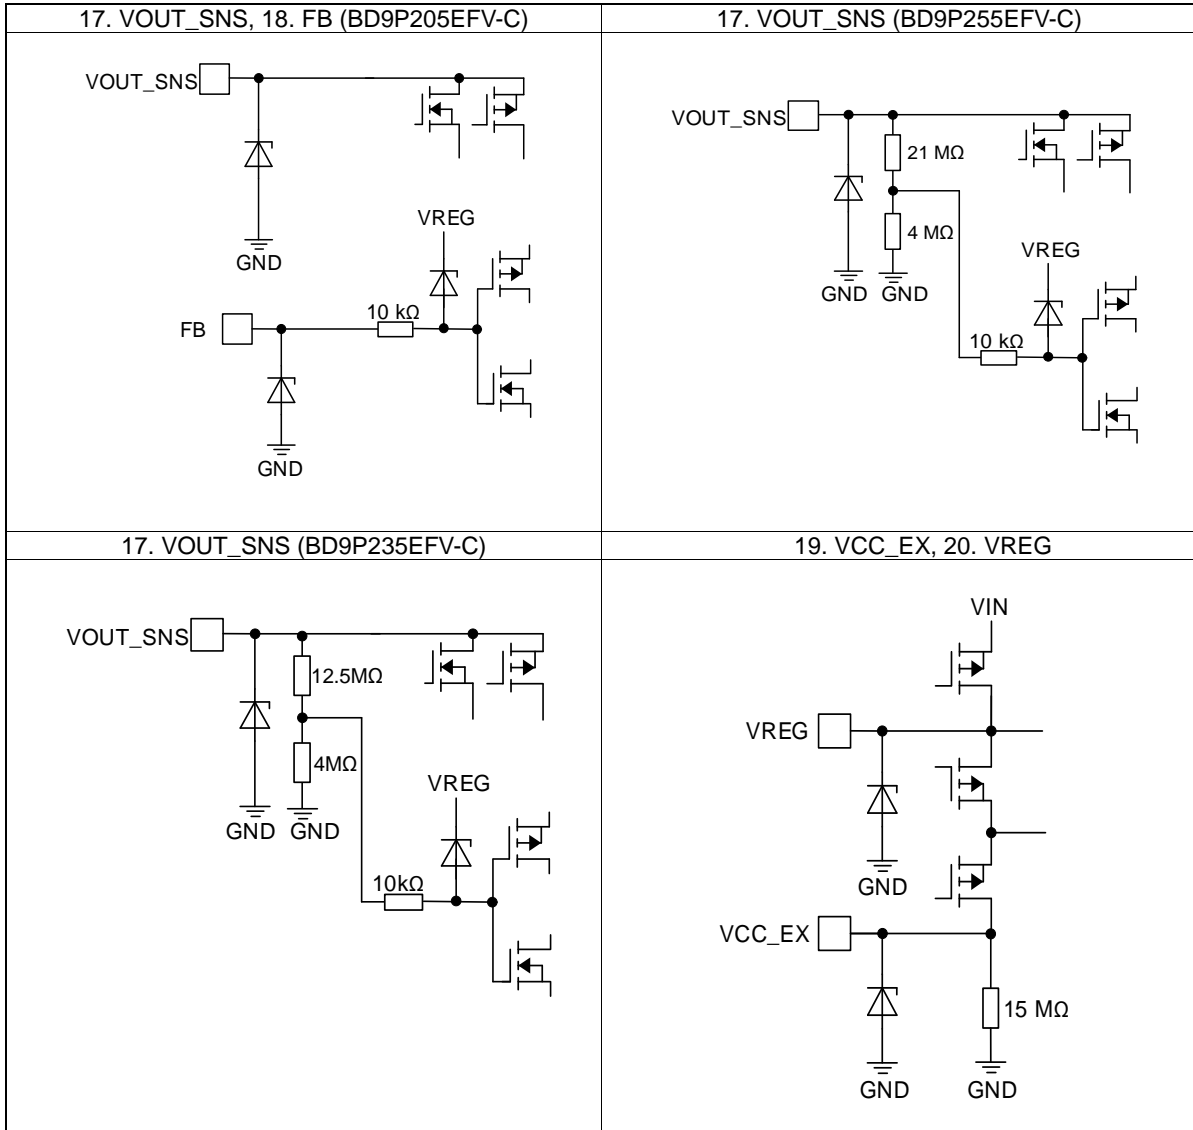 17. VOUT_SNS, 18. FB (BD9P205EFV-C)
VOUT_SNS
GND
VREG
10 kΩ
FB
GND
17. VOUT_SNS (BD9P255EFV-C)
VOUT_SNS
21 MΩ
4 MΩ
GND
GND
VREG
10 kΩ
17. VOUT_SNS (BD9P235EFV-C)
VOUT_SNS
12.5MΩ
4MΩ
GND
GND
VREG
10kΩ
19. VCC_EX, 20. VREG
VIN
VREG
GND
VCC_EX
15 MΩ
GND
GND